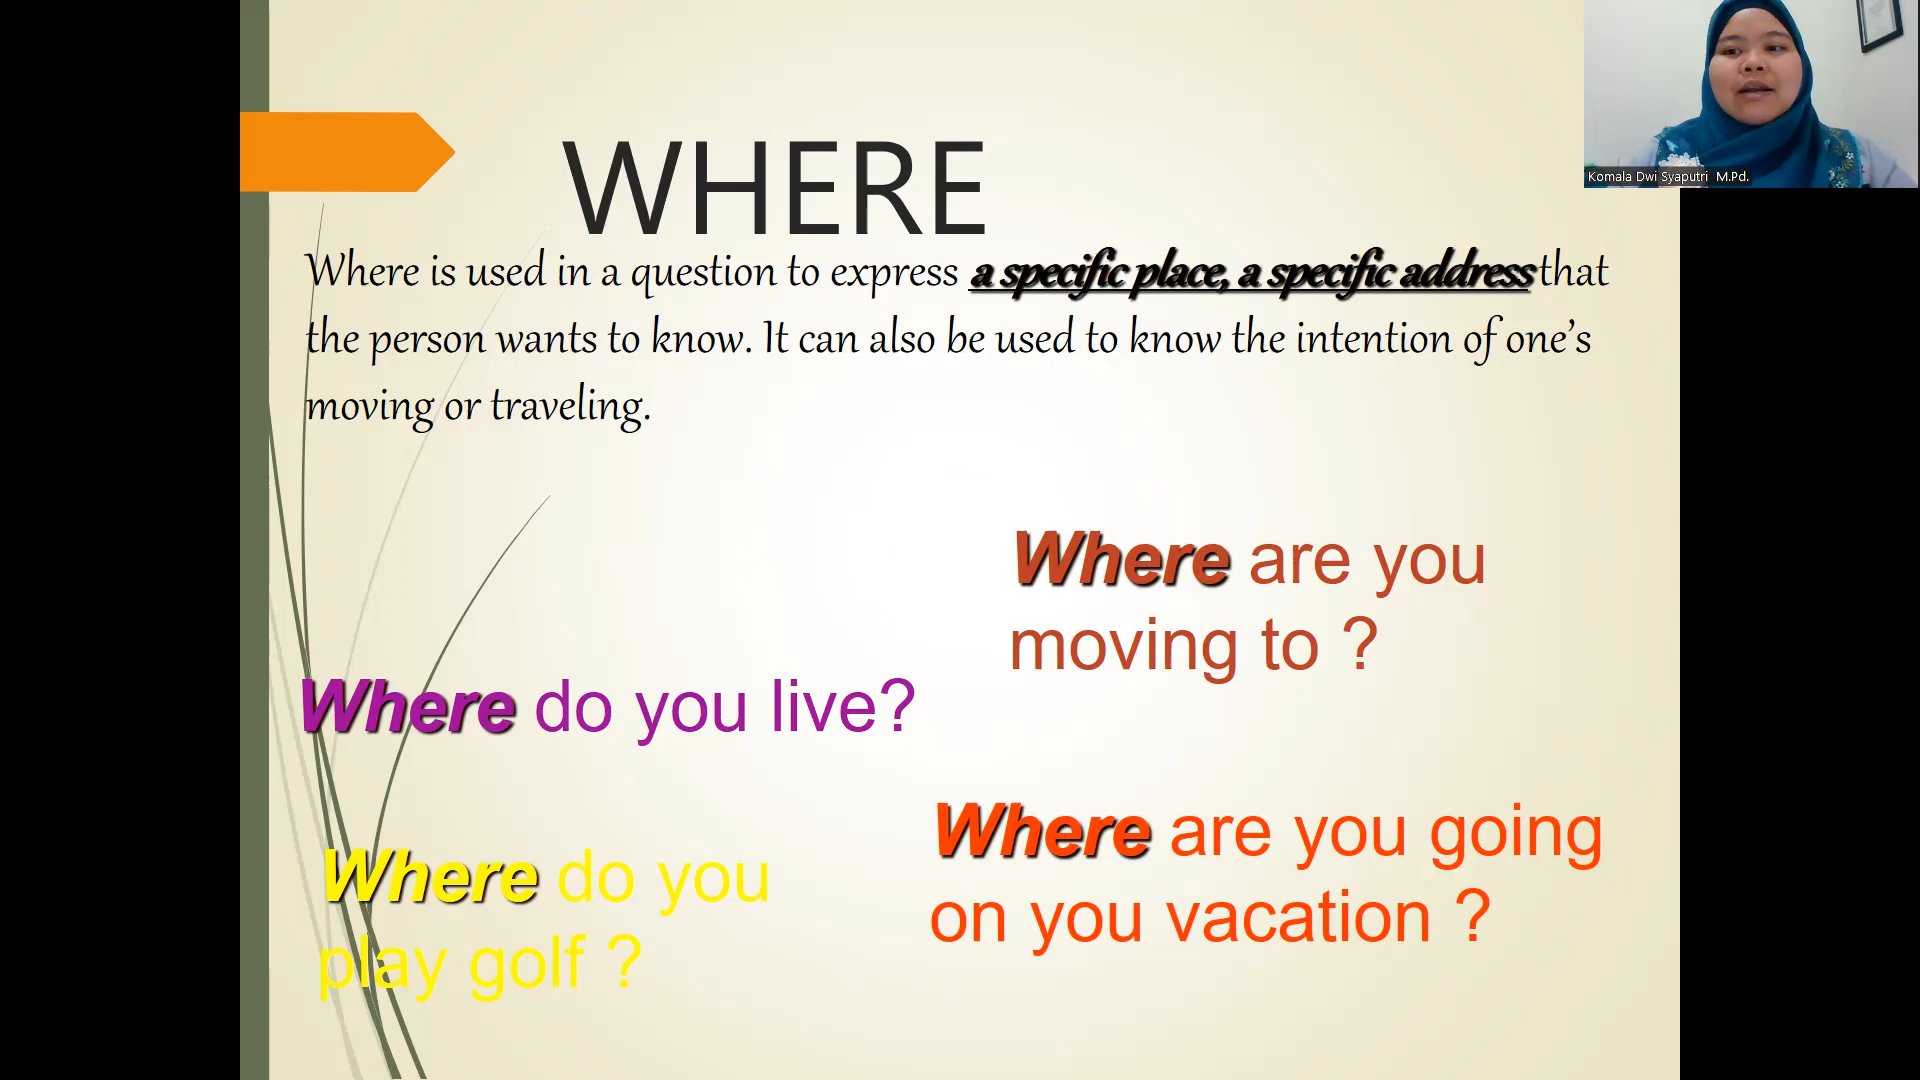 WHERE
Where is used in a question to express a specific place, a specific address that
the person wants to know. It can also be used to know the intention of one’s
moving or traveling.
Where are you
moving to ?
Where do you live?
Where are you going
on you vacation ?
Where do you
play golf ?
Komala Dwi Syaputri M.Pd.